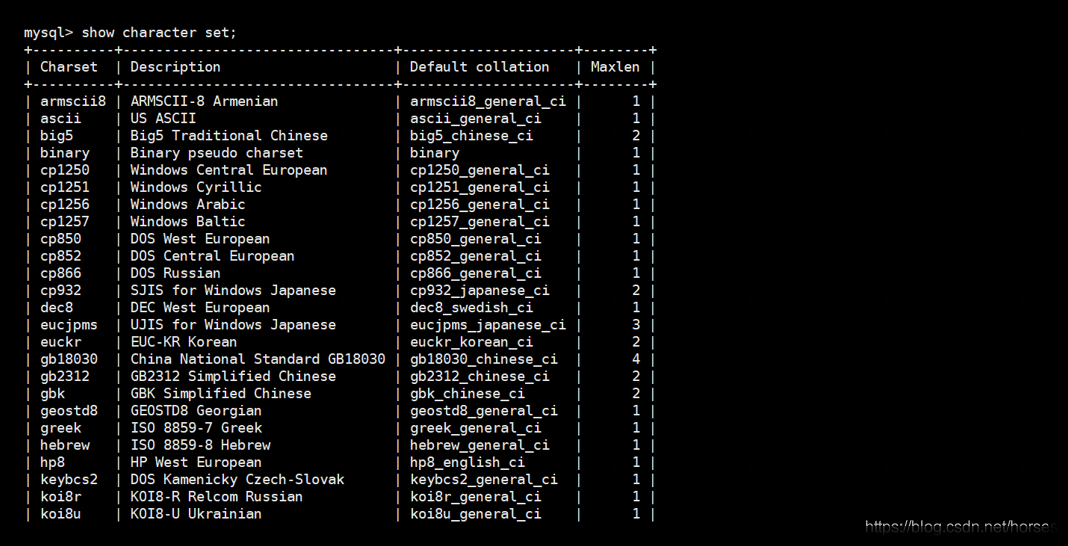 mysql> show character set;
+----------+---------------------------------+---------------------+--------+
| Charset  | Description                     | Default collation   | Maxlen |
+----------+---------------------------------+---------------------+--------+
| armscii8 | ARMSCII-8 Armenian              | armscii8_general_ci |      1 |
| ascii    | US ASCII                        | ascii_general_ci    |      1 |
| big5     | Big5 Traditional Chinese        | big5_chinese_ci     |      2 |
| binary   | Binary pseudo charset           | binary              |      1 |
| cp1250   | Windows Central European        | cp1250_general_ci   |      1 |
| cp1251   | Windows Cyrillic                | cp1251_general_ci   |      1 |
| cp1256   | Windows Arabic                  | cp1256_general_ci   |      1 |
| cp1257   | Windows Baltic                  | cp1257_general_ci   |      1 |
| cp850    | DOS West European               | cp850_general_ci    |      1 |
| cp852    | DOS Central European            | cp852_general_ci    |      1 |
| cp866    | DOS Russian                     | cp866_general_ci    |      1 |
| cp932    | SJIS for Windows Japanese       | cp932_japanese_ci   |      2 |
| dec8     | DEC West European               | dec8_swedish_ci     |      1 |
| eucjpms  | UJIS for Windows Japanese       | eucjpms_japanese_ci |      3 |
| euckr    | EUC-KR Korean                   | euckr_korean_ci     |      2 |
| gb18030  | China National Standard GB18030 | gb18030_chinese_ci  |      4 |
| gb2312   | GB2312 Simplified Chinese       | gb2312_chinese_ci   |      2 |
| gbk      | GBK Simplified Chinese          | gbk_chinese_ci      |      2 |
| geostd8  | GEOSTD8 Georgian                | geostd8_general_ci  |      1 |
| greek    | ISO 8859-7 Greek                | greek_general_ci    |      1 |
| hebrew   | ISO 8859-8 Hebrew               | hebrew_general_ci   |      1 |
| hp8      | HP West European                | hp8_english_ci      |      1 |
| keybcs2  | DOS Kamenicky Czech-Slovak      | keybcs2_general_ci  |      1 |
| koi8r    | KOI8-R Relcom Russian           | koi8r_general_ci    |      1 |
| koi8u    | KOI8-U Ukrainian                | koi8u_general_ci    |      1 |
https://blog.csdn.net/horses